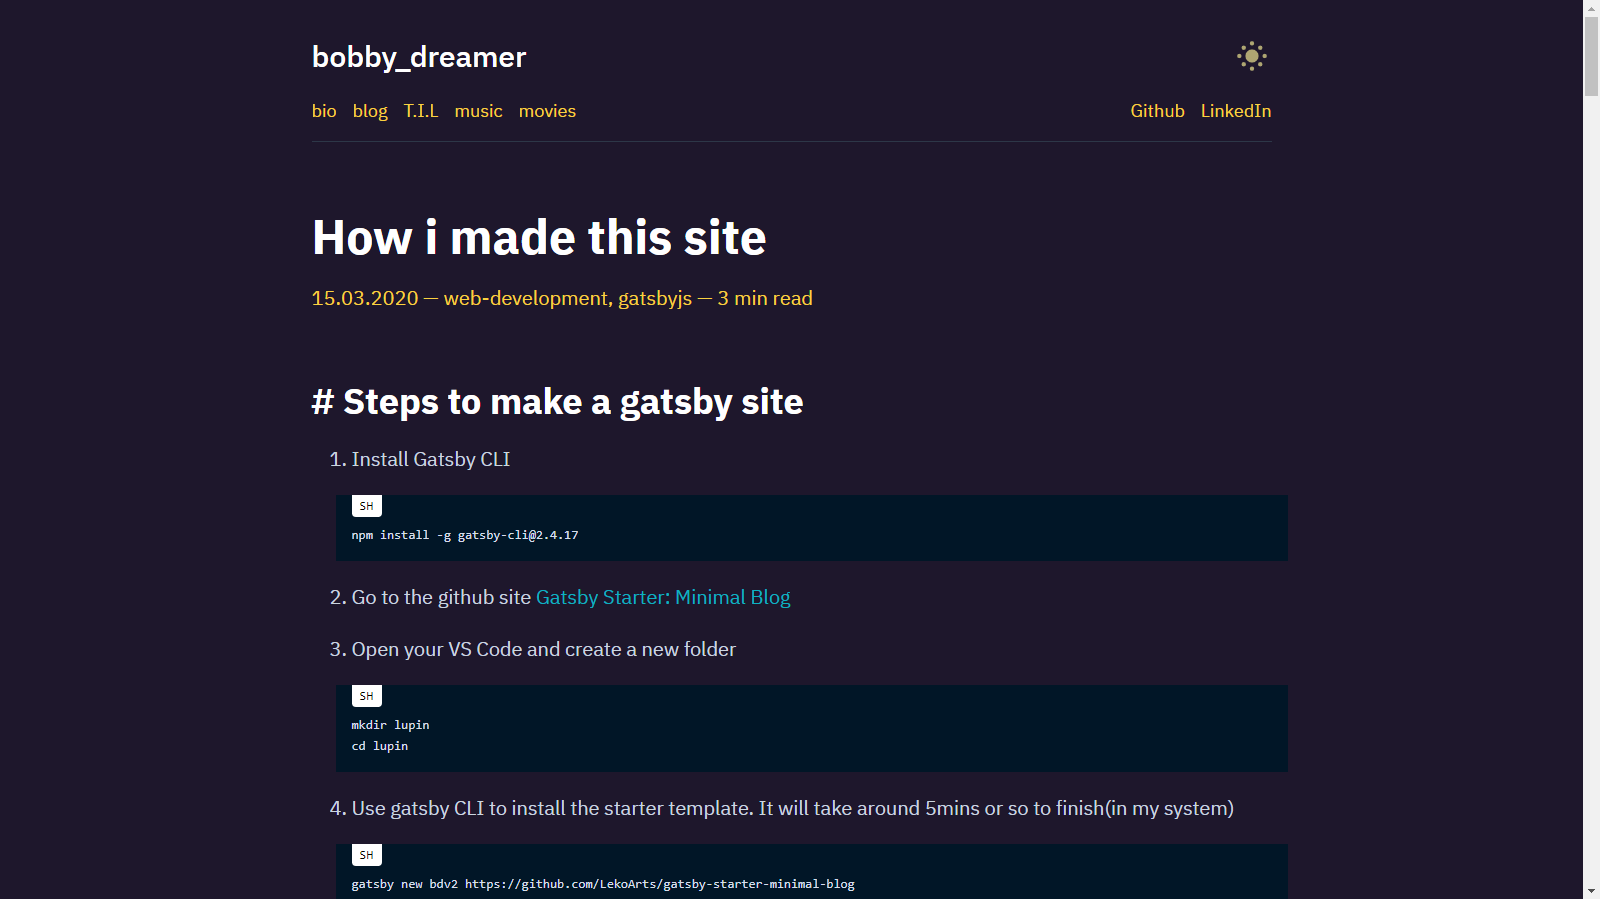 bobby_dreamer
bio blog T.I.L music movies Github LinkedIn
How i made this site
15.03.2020 — web-development, gatsbyjs — 3 min read
# Steps to make a gatsby site
1. Install Gatsby CLI
SH
npm install -g gatsby-cli@2.4.17
2. Go to the github site Gatsby Starter: Minimal Blog
3. Open your VS Code and create a new folder
SH
mkdir lupin
cd lupin
4. Use gatsby CLI to install the starter template. It will take around 5mins or so to finish(in my system)
SH
gatsby new bdv2 https://github.com/LekoArts/gatsby-starter-minimal-blog